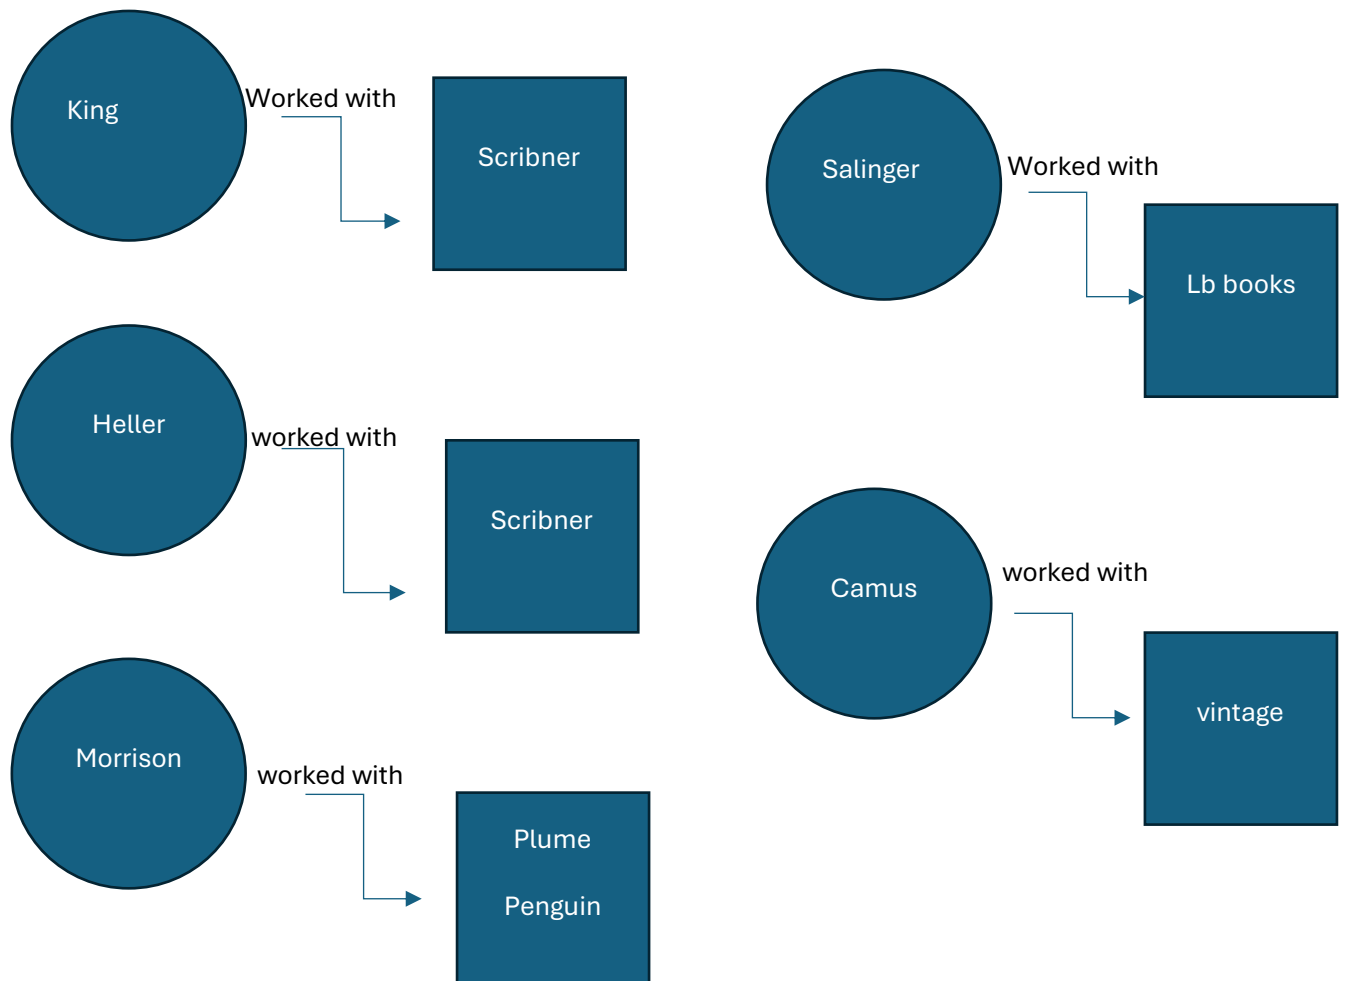 King
Worked with
Scribner
Heller
worked with
Scribner
Morrison
worked with
Plume
Penguin
Salinger
Worked with
Lb books
Camus
worked with
vintage